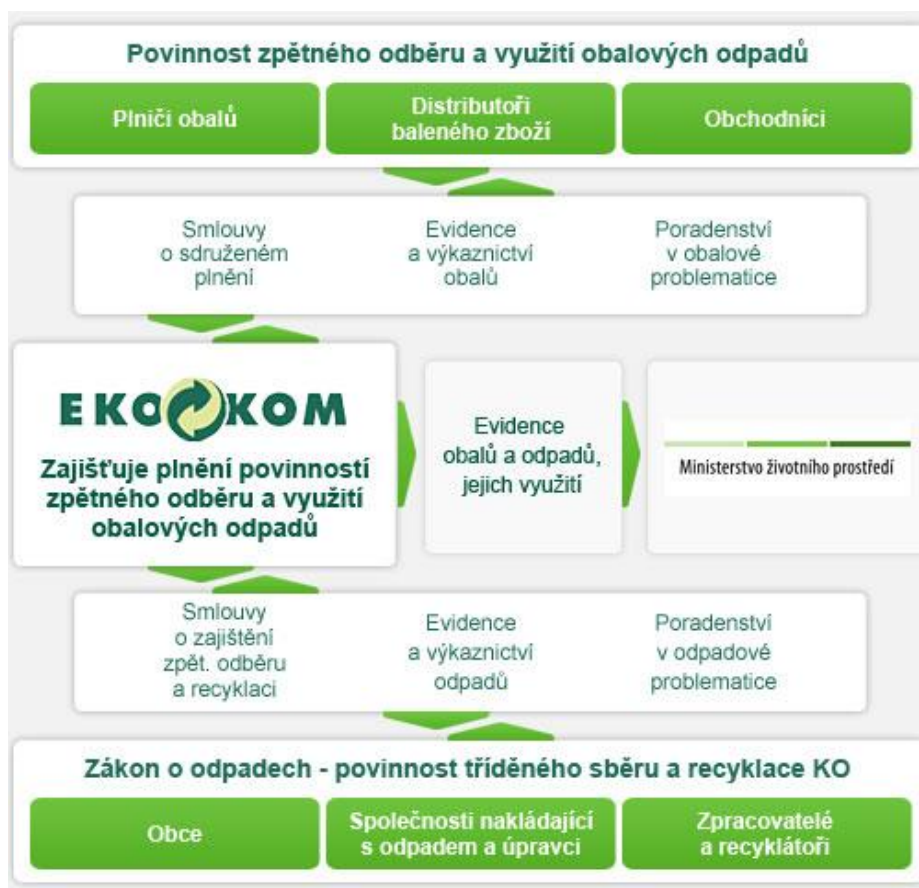 Povinnost zpětného odběru a využití obalových odpadů
Plniči obalů
Distributoři
baleného zboží
Obchodníci
Smlouvy
o sdruženém
plnění
Evidence
a výkaznictví
obalů
Poradenství
v obalové
problematice
EKO KOM
Zajišťuje plnění povinností
zpětného odběru a využití
obalových odpadů
Evidence
obalů a odpadů,
jejich využití
Ministerstvo životního prostředí
Smlouvy
o zajištění
zpět. odběru
a recyklaci
Evidence
a výkaznictví
odpadů
Poradenství
v odpadové
problematice
Zákon o odpadech - povinnost tříděného sběru a recyklace KO
Obce
Společnosti nakládající
s odpadem a úpravci
Zpracovatelé
a recyklátoři